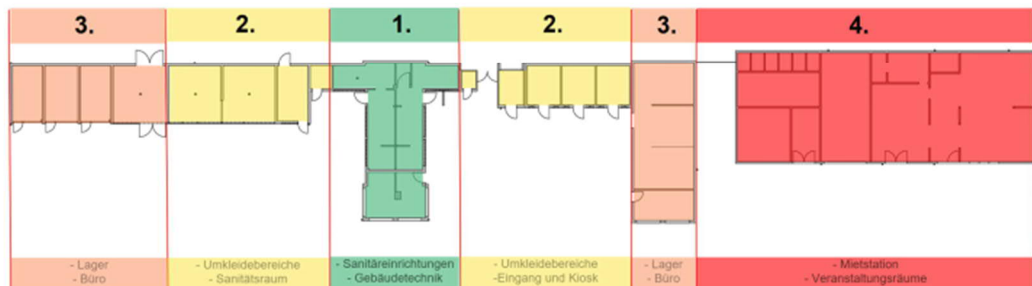 3.
2.
1.
2.
3.
4.
- Lager
- Büro
- Umkleidebereiche
- Sanitätsraum
- Sanitäreinrichtungen
- Gebäudetechnik
- Umkleidebereiche
-Eingang und Kiosk
- Lager
- Büro
- Mietstation
- Veranstaltungsräume